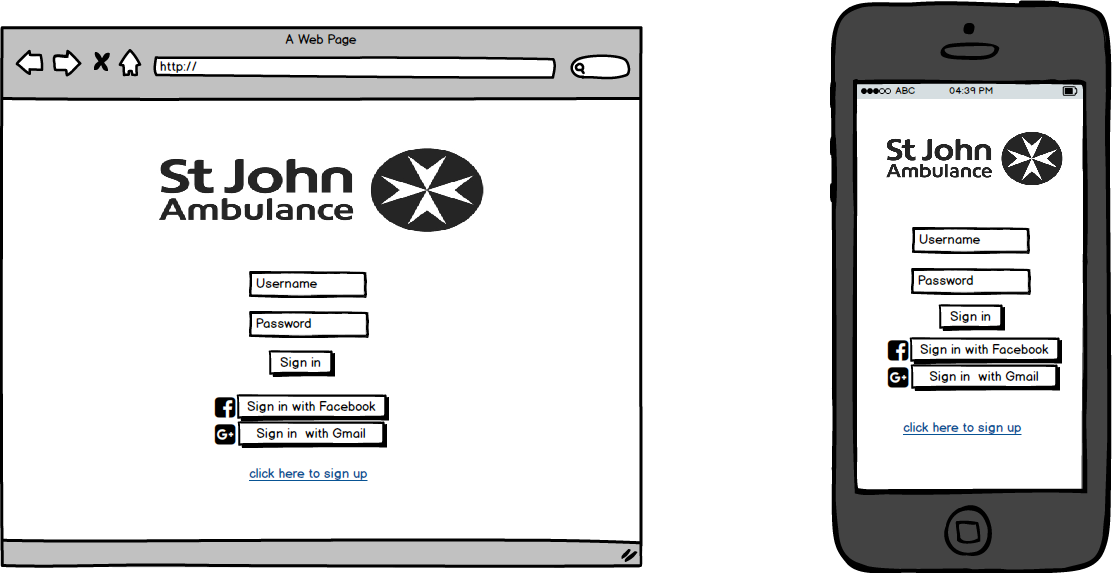 A Web Page
http://
St John
Ambulance
Username
Password
Sign in
Sign in with Facebook
G+ Sign in with Gmail
click here to sign up
ABC 04:39 PM
St John
Ambulance
Username
Password
Sign in
Sign in with Facebook
G+ Sign in with Gmail
click here to sign up